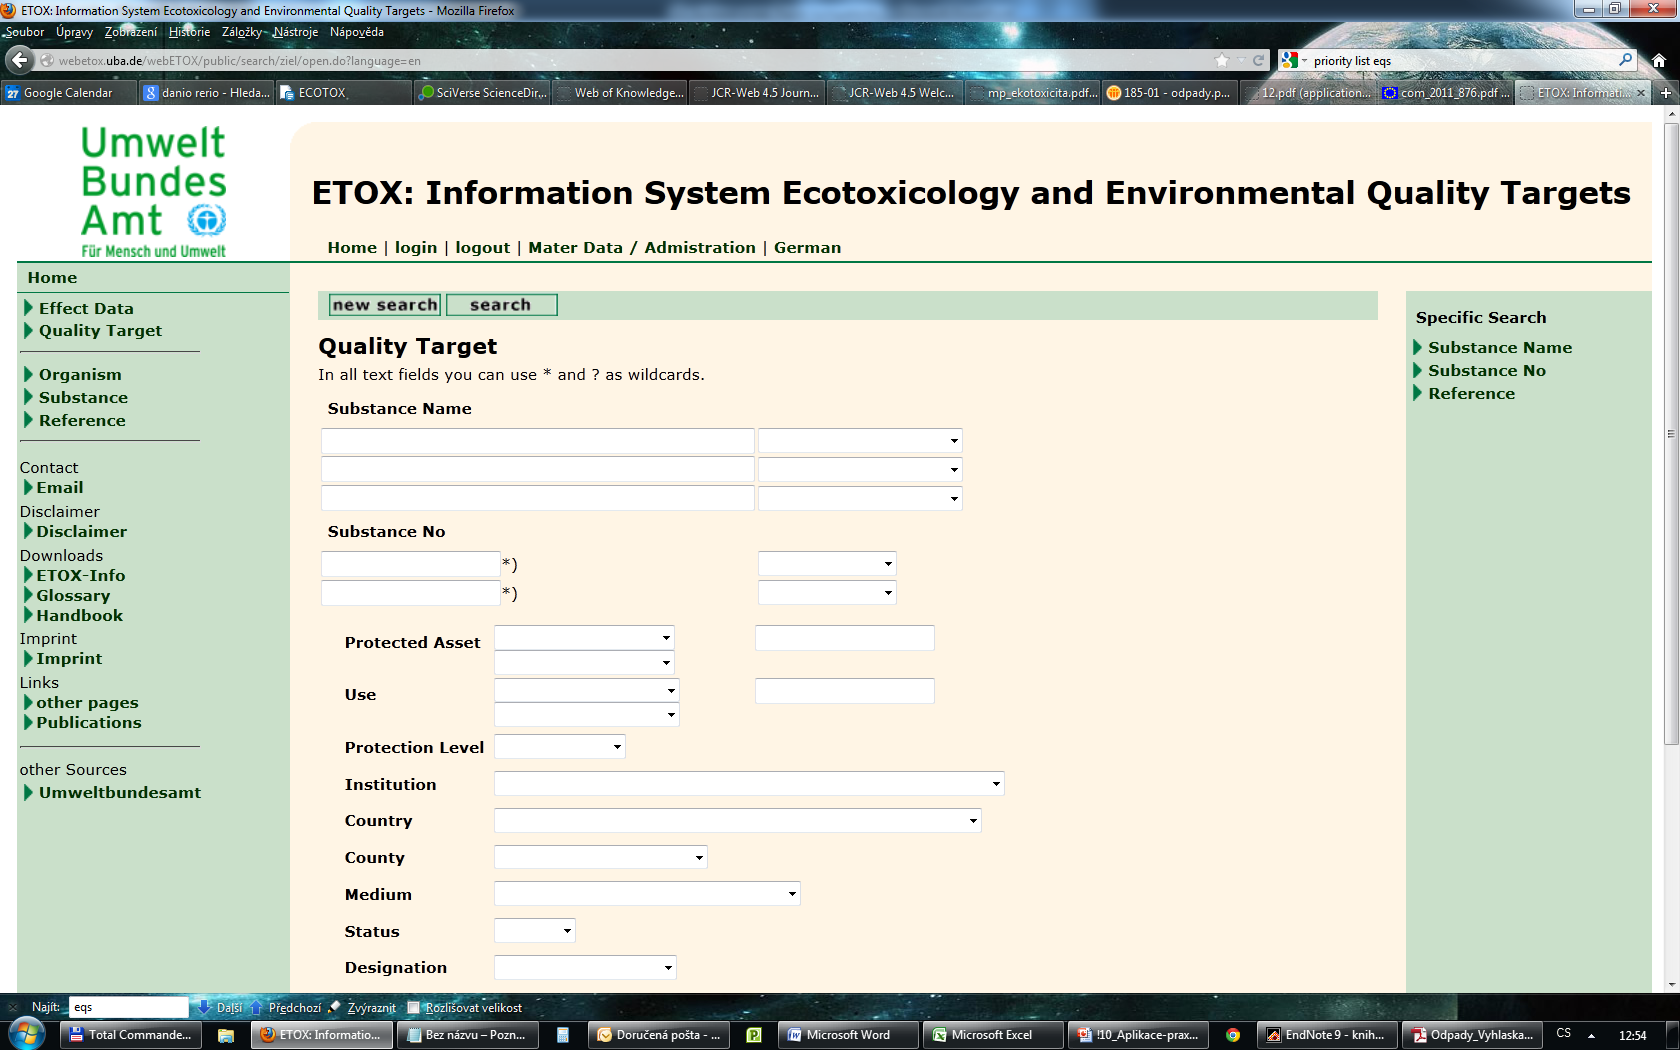 ETOX: Information System Ecotoxicology and Environmental Quality Targets - Mozilla Firefox
Soubor Úpravy Zobrazení Historie Záložky Nástroje Nápověda
webetox.uba.de/webETOX/public/search/ziel/open.do?language=en
priority list eqs
27 Google Calendar
danio rerio - Hleda...
ECOTOX
SciVerse ScienceDir...
Web of Knowledge...
JCR-Web 4.5 Journ...
JCR-Web 4.5 Welc...
mp_ekotoxicita.pdf...
185-01 - odpady.p...
12.pdf (application...
com_2011_876.pdf ...
ETOX: Informati...
Umwelt
Bundes
Amt
Für Mensch und Umwelt
ETOX: Information System Ecotoxicology and Environmental Quality Targets
Home | login | logout | Mater Data / Admistration | German
Home
Effect Data
Quality Target
Organism
Substance
Reference
Contact
Email
Disclaimer
Disclaimer
Downloads
ETOX-Info
Glossary
Handbook
Imprint
Imprint
Links
other pages
Publications
other Sources
Umweltbundesamt
new search search
Quality Target
In all text fields you can use * and ? as wildcards.
Substance Name
Substance No
*)
*)
Protected Asset
Use
Protection Level
Institution
Country
County
Medium
Status
Designation
Specific Search
Substance Name
Substance No
Reference
Najít: eqs Další Předchozí Zvýraznit Rozlišovat velikost
Total Commande...
ETOX: Informatio...
Bez názvu – Pozn...
Doručená pošta - ...
Microsoft Word
Microsoft Excel
!10_Aplikace-prax...
EndNote 9 - knih...
Odpady_Vyhlaska...
CS
12:54